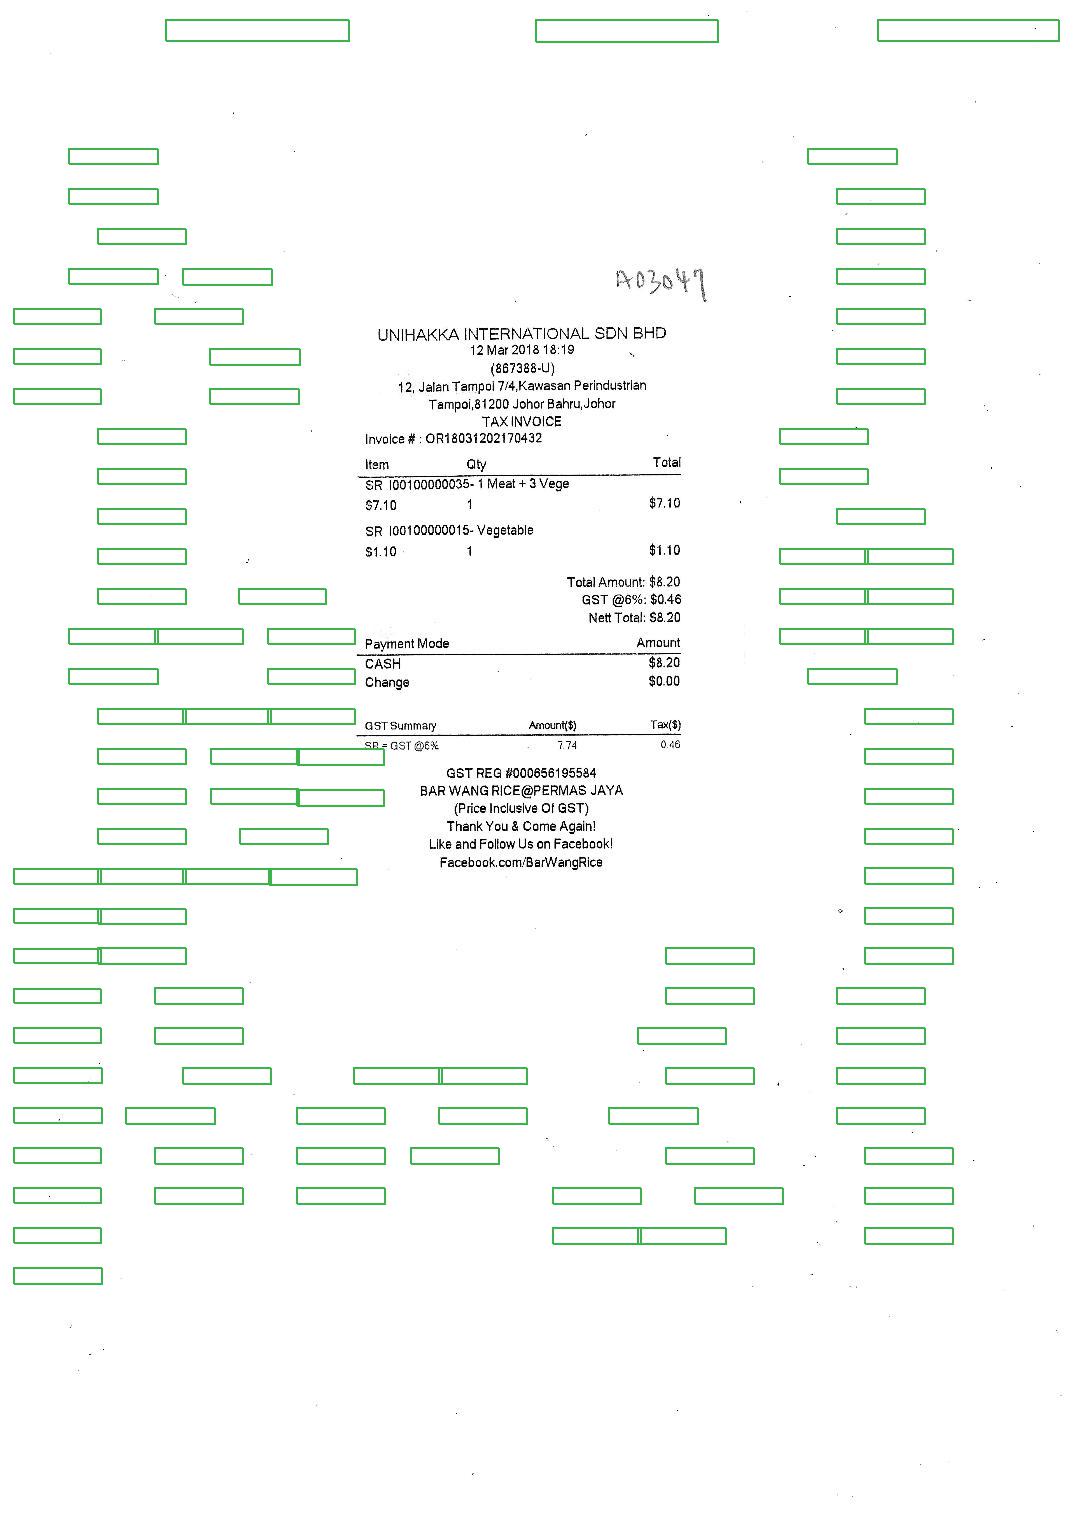 A03047
UNIHAKKA INTERNATIONAL SDN BHD
12 Mar 2018 18:19
(867388-U)
12, Jalan Tampoi 7/4,Kawasan Perindustrian
Tampoi,81200 Johor Bahru,Johor
TAX INVOICE
Invoice # : OR18031202170432
Item Qty Total
SR I00100000035- 1 Meat + 3 Vege
$7.10 1 $7.10
SR I00100000015- Vegetable
$1.10 1 $1.10
Total Amount: $8.20
GST @6%: $0.46
Nett Total: $8.20
Payment Mode Amount
CASH $8.20
Change $0.00
GST Summary Amount($) Tax($)
SR = GST @6% 7.74 0.46
GST REG #000656195584
BAR WANG RICE@PERMAS JAYA
(Price Inclusive Of GST)
Thank You & Come Again!
Like and Follow Us on Facebook!
Facebook.com/BarWangRice